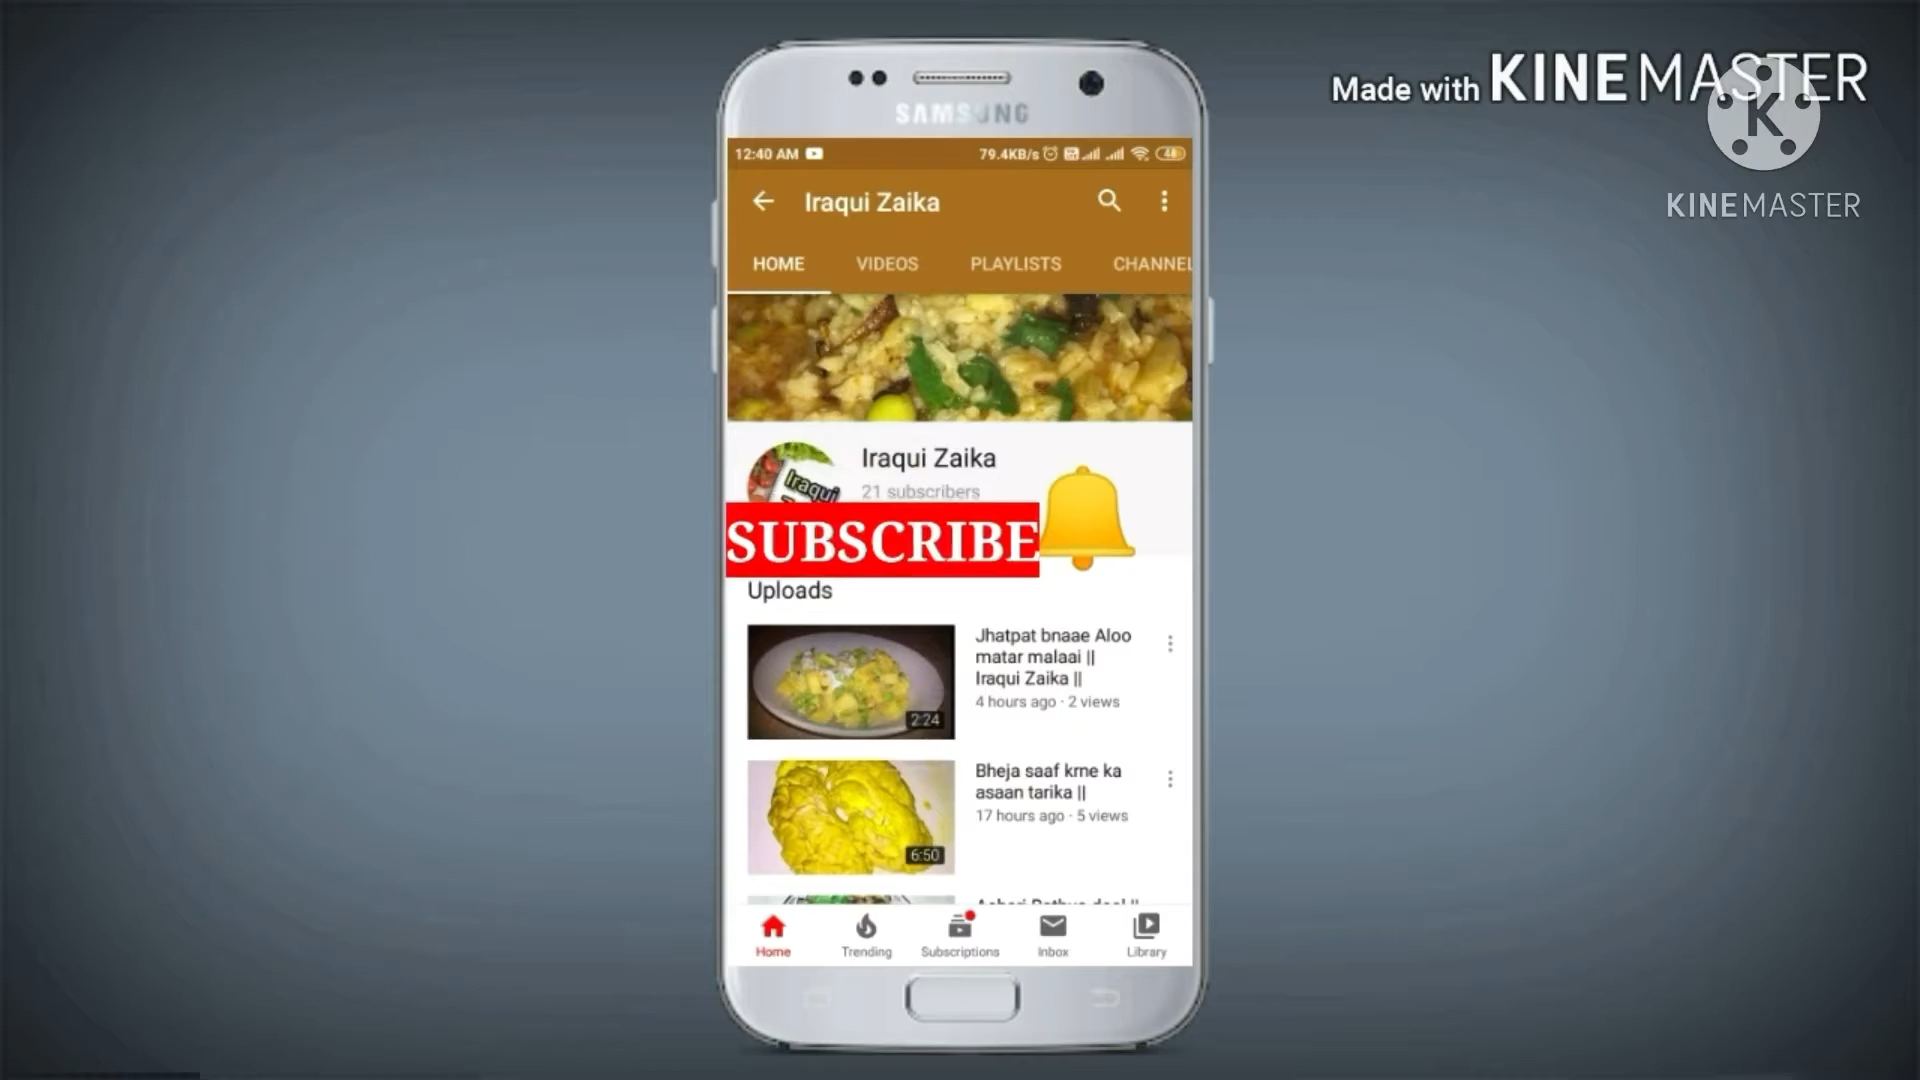 Made with KINEMASTER
K
KINEMASTER
SAMSUNG
12:40 AM
79.4KB/s
48
Iraqui Zaika
HOME VIDEOS PLAYLISTS CHANNEL
Iraqui Zaika
Iraqui
21 subscribers
SUBSCRIBE
Uploads
Jhatpat bnaae Aloo
matar malaai ||
Iraqui Zaika ||
4 hours ago · 2 views
2:24
Bheja saaf krne ka
asaan tarika ||
17 hours ago · 5 views
6:50
Home Trending Subscriptions Inbox Library